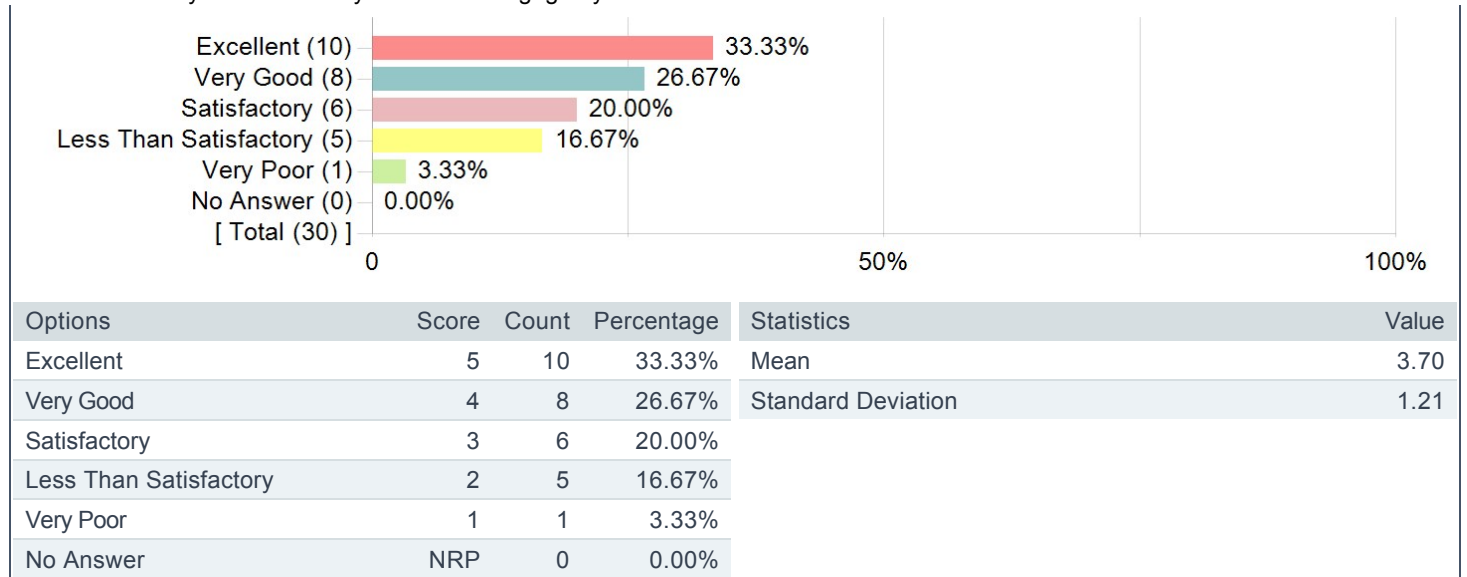 Excellent (10) 33.33%
Very Good (8) 26.67%
Satisfactory (6) 20.00%
Less Than Satisfactory (5) 16.67%
Very Poor (1) 3.33%
No Answer (0) 0.00%
[ Total (30) ]
0 50% 100%
Options Score Count Percentage Statistics Value
Excellent 5 10 33.33% Mean 3.70
Very Good 4 8 26.67% Standard Deviation 1.21
Satisfactory 3 6 20.00%
Less Than Satisfactory 2 5 16.67%
Very Poor 1 1 3.33%
No Answer NRP 0 0.00%